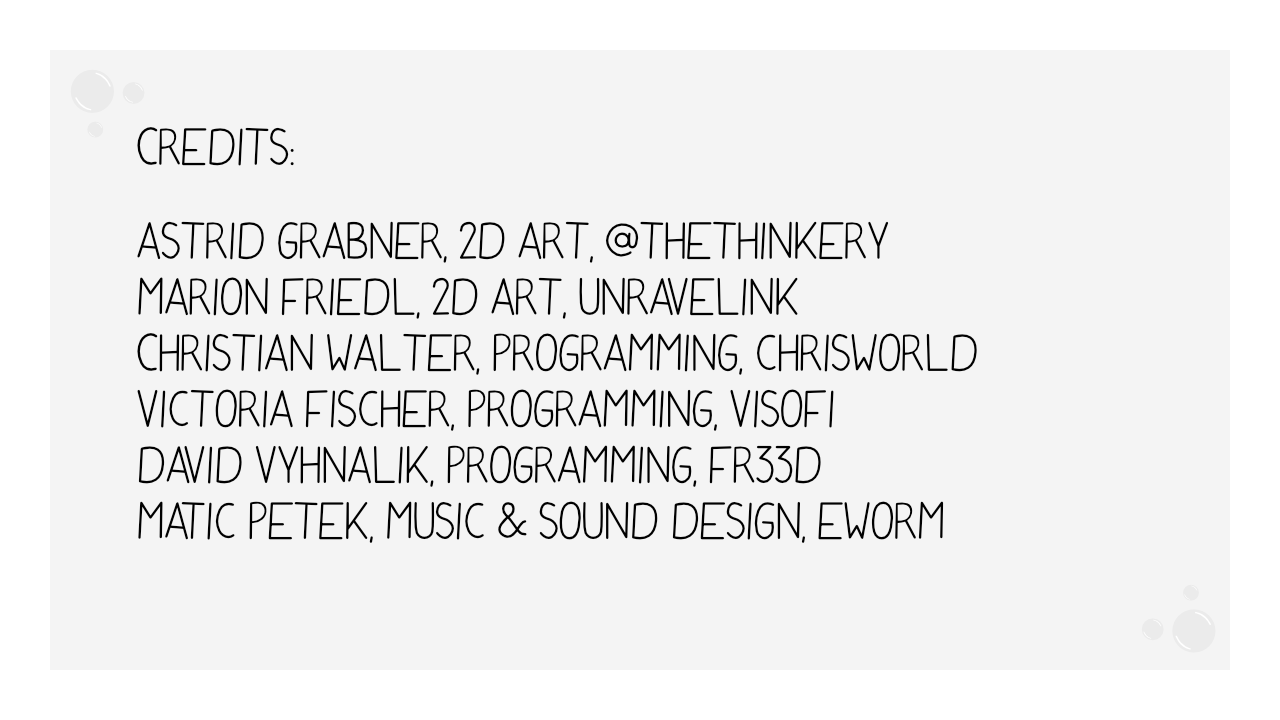 CREDITS:
ASTRID GRABNER, 2D ART, @THETHINKERY
MARION FRIEDL, 2D ART, UNRAVELINK
CHRISTIAN WALTER, PROGRAMMING, CHRISWORLD
VICTORIA FISCHER, PROGRAMMING, VISOFI
DAVID VYHNALIK, PROGRAMMING, FR33D
MATIC PETEK, MUSIC & SOUND DESIGN, EWORM